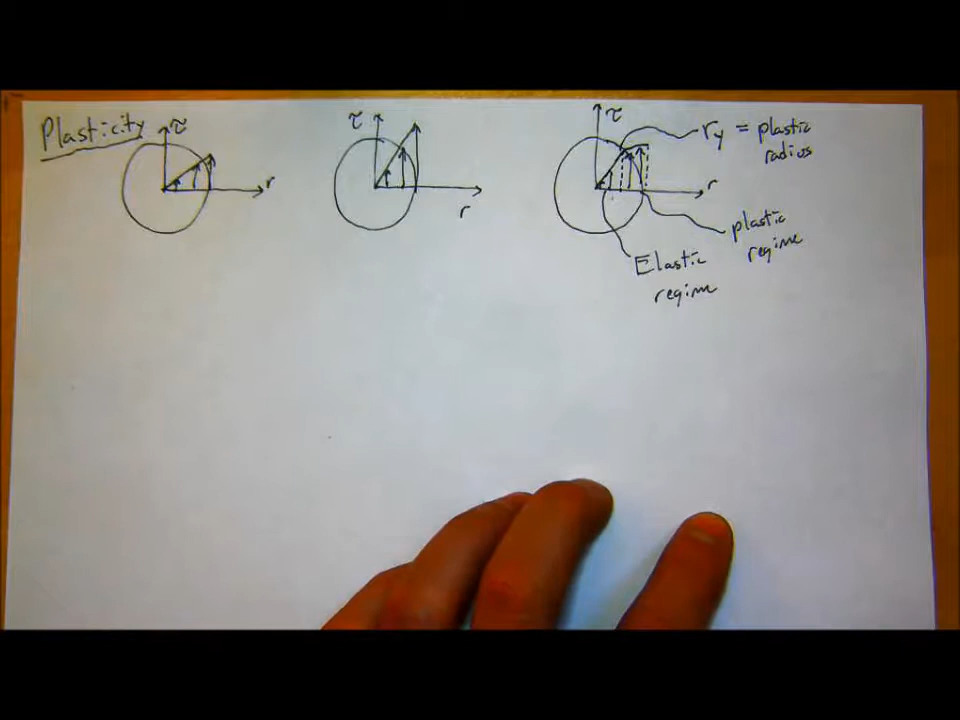 Plasticity
τ
r
τ
r
τ
r
r_y = plastic
radius
plastic
regime
Elastic
regime